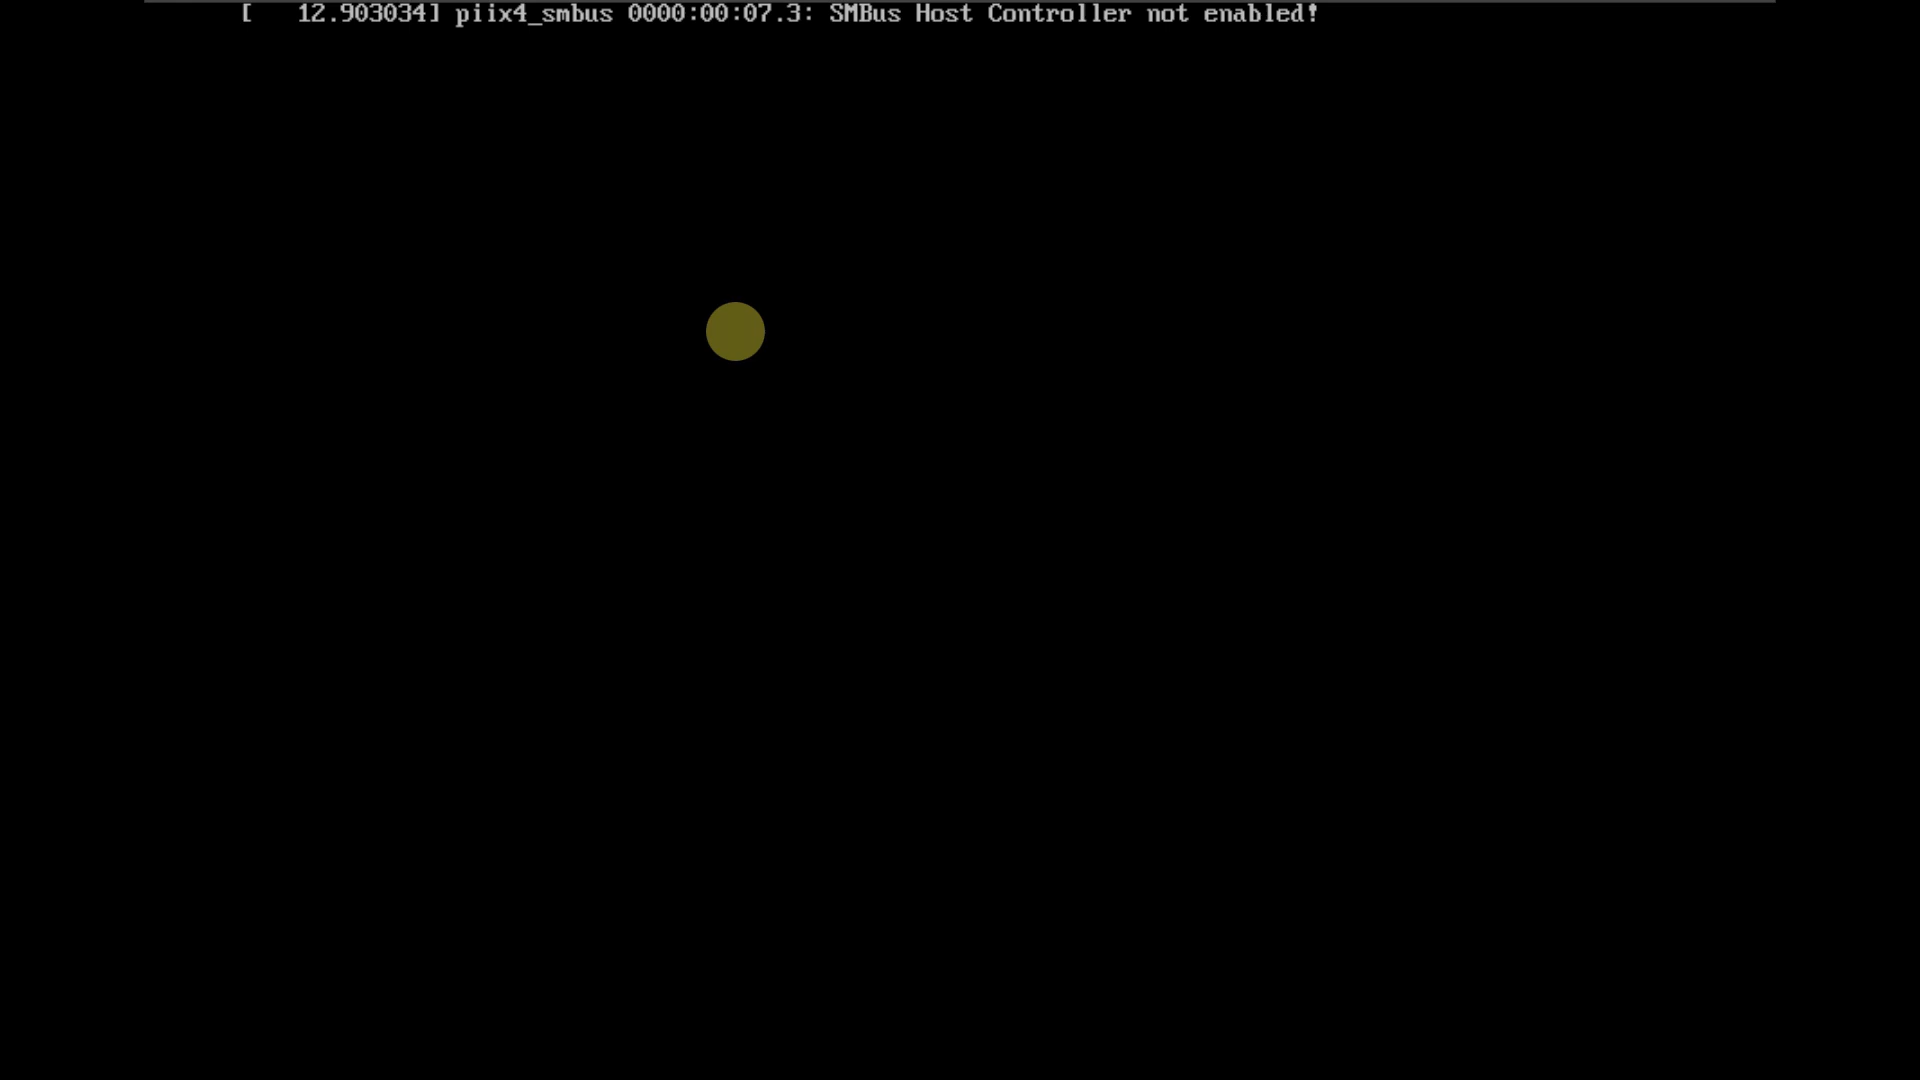 [   12.903034] piix4_smbus 0000:00:07.3: SMBus Host Controller not enabled!